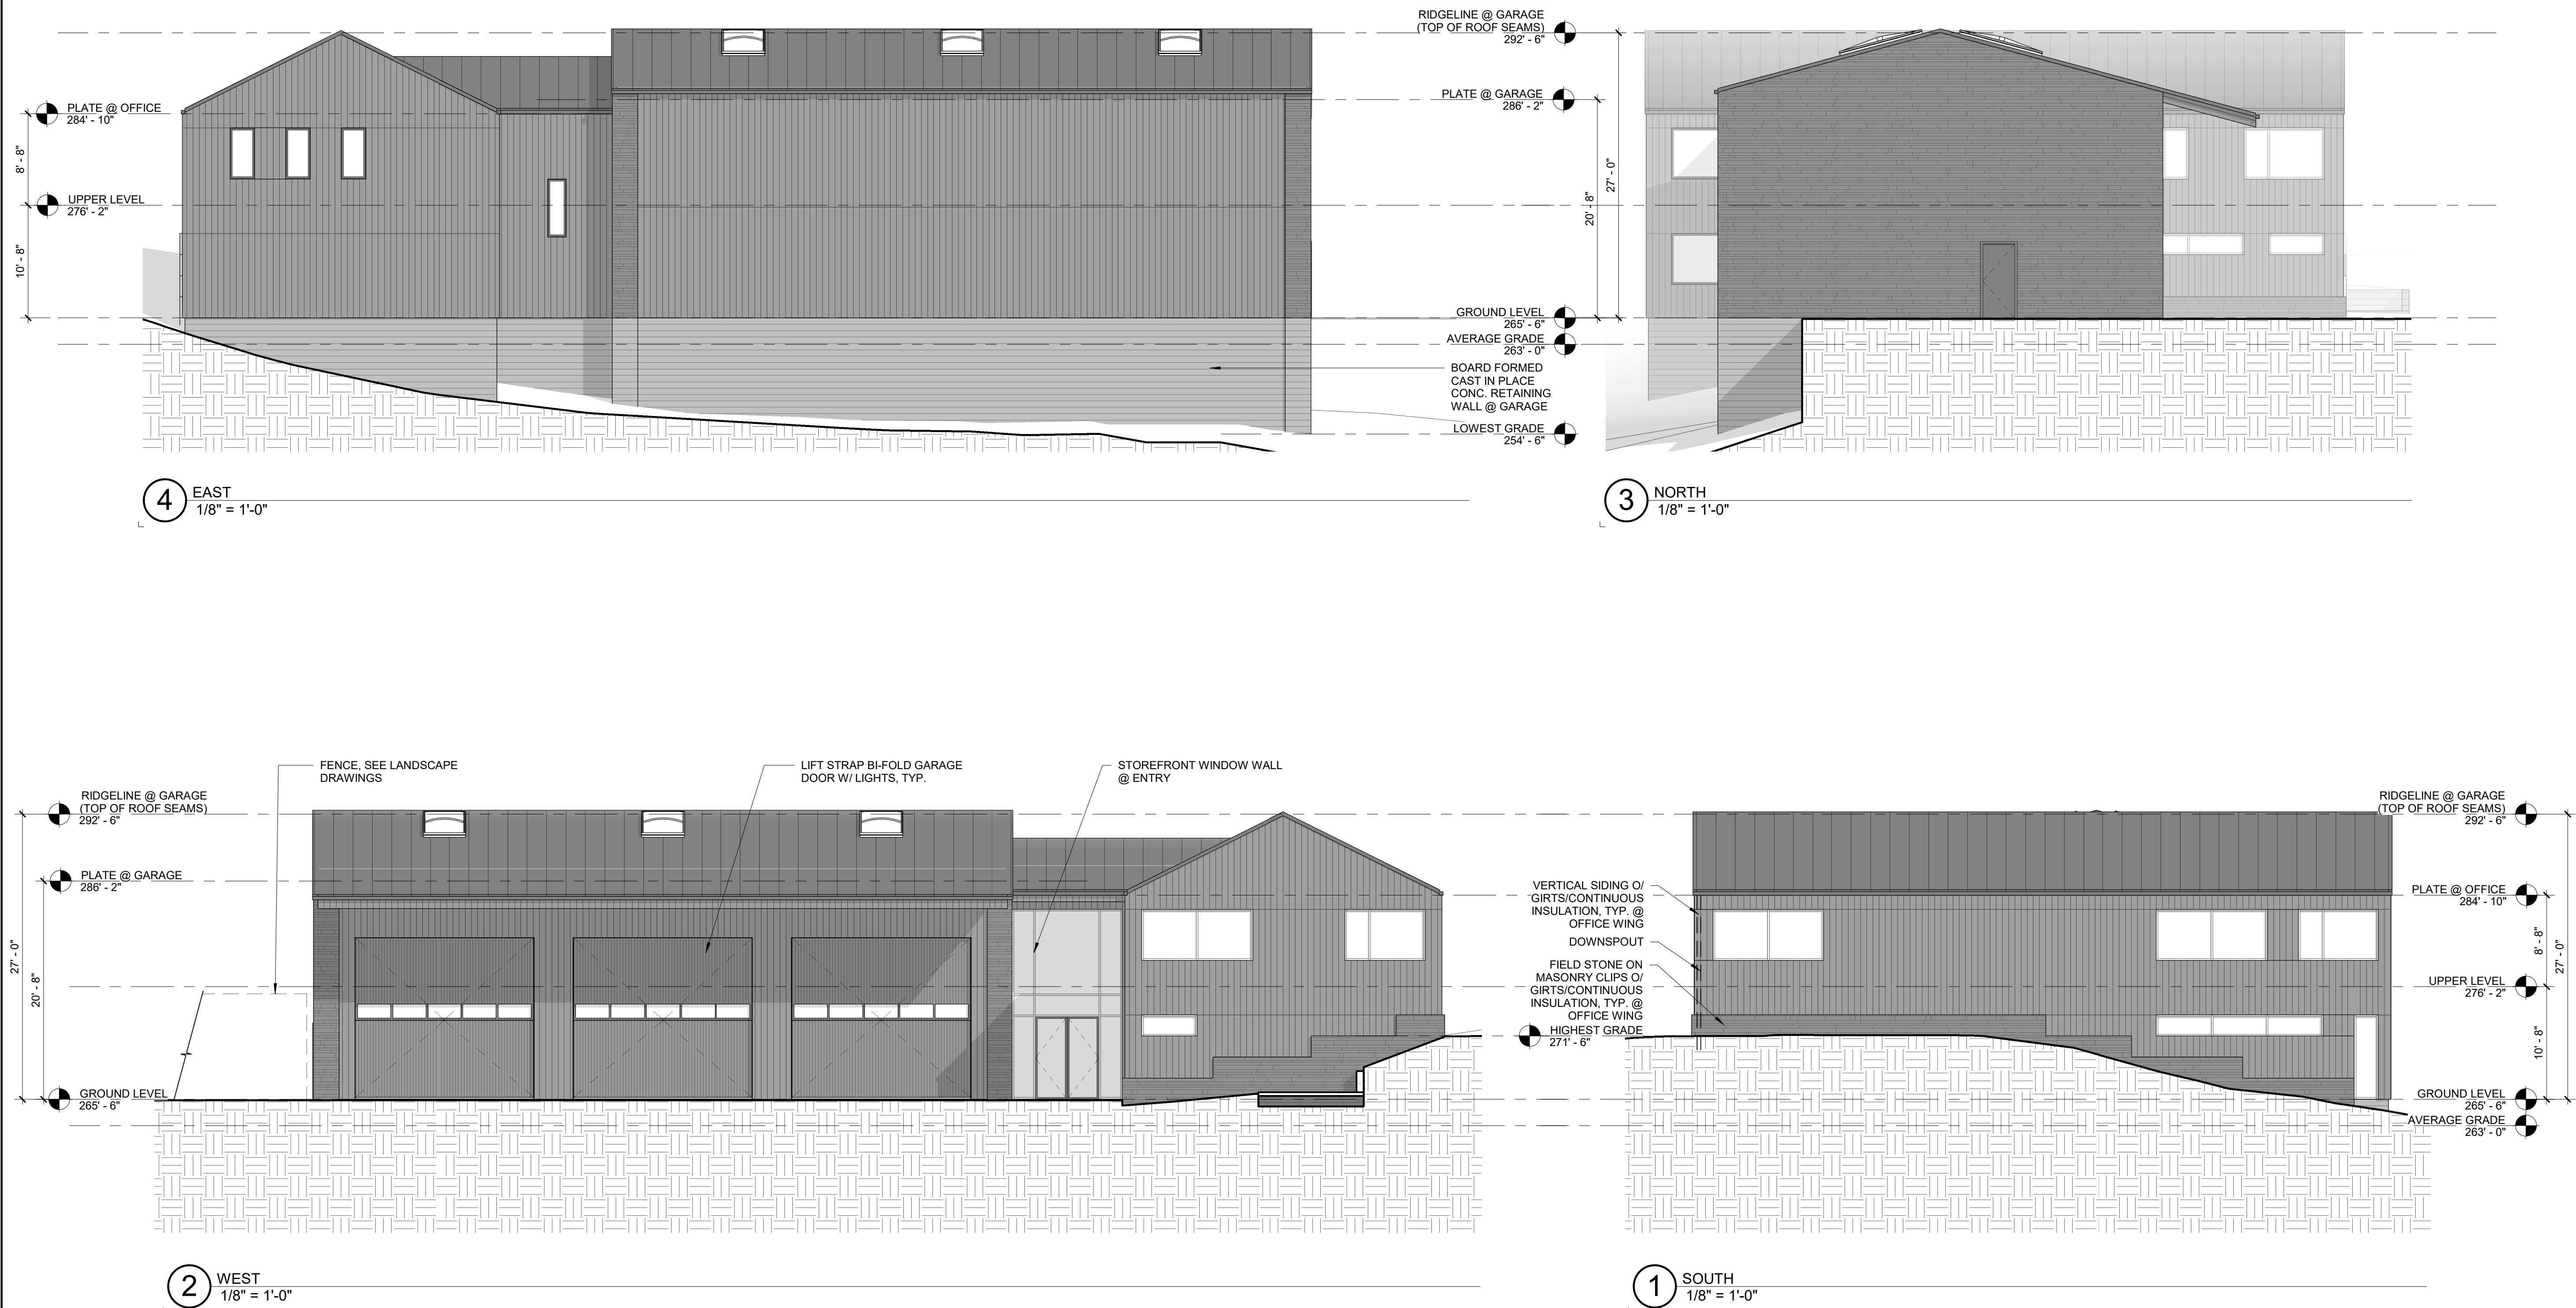 RIDGELINE @ GARAGE
(TOP OF ROOF SEAMS)
292' - 6"
PLATE @ OFFICE
284' - 10"
PLATE @ GARAGE
286' - 2"
8' - 8"
UPPER LEVEL
276' - 2"
10' - 8"
27' - 0"
20' - 8"
GROUND LEVEL
265' - 6"
AVERAGE GRADE
263' - 0"
BOARD FORMED
CAST IN PLACE
CONC. RETAINING
WALL @ GARAGE
LOWEST GRADE
254' - 6"
4
EAST
1/8" = 1'-0"
3
NORTH
1/8" = 1'-0"
FENCE, SEE LANDSCAPE
DRAWINGS
LIFT STRAP BI-FOLD GARAGE
DOOR W/ LIGHTS, TYP.
STOREFRONT WINDOW WALL
@ ENTRY
RIDGELINE @ GARAGE
(TOP OF ROOF SEAMS)
292' - 6"
PLATE @ GARAGE
286' - 2"
27' - 0"
20' - 8"
GROUND LEVEL
265' - 6"
VERTICAL SIDING O/
GIRTS/CONTINUOUS
INSULATION, TYP. @
OFFICE WING
DOWNSPOUT
FIELD STONE ON
MASONRY CLIPS O/
GIRTS/CONTINUOUS
INSULATION, TYP. @
OFFICE WING
HIGHEST GRADE
271' - 6"
RIDGELINE @ GARAGE
(TOP OF ROOF SEAMS)
292' - 6"
PLATE @ OFFICE
284' - 10"
8' - 8"
27' - 0"
UPPER LEVEL
276' - 2"
10' - 8"
GROUND LEVEL
265' - 6"
AVERAGE GRADE
263' - 0"
2
WEST
1/8" = 1'-0"
1
SOUTH
1/8" = 1'-0"